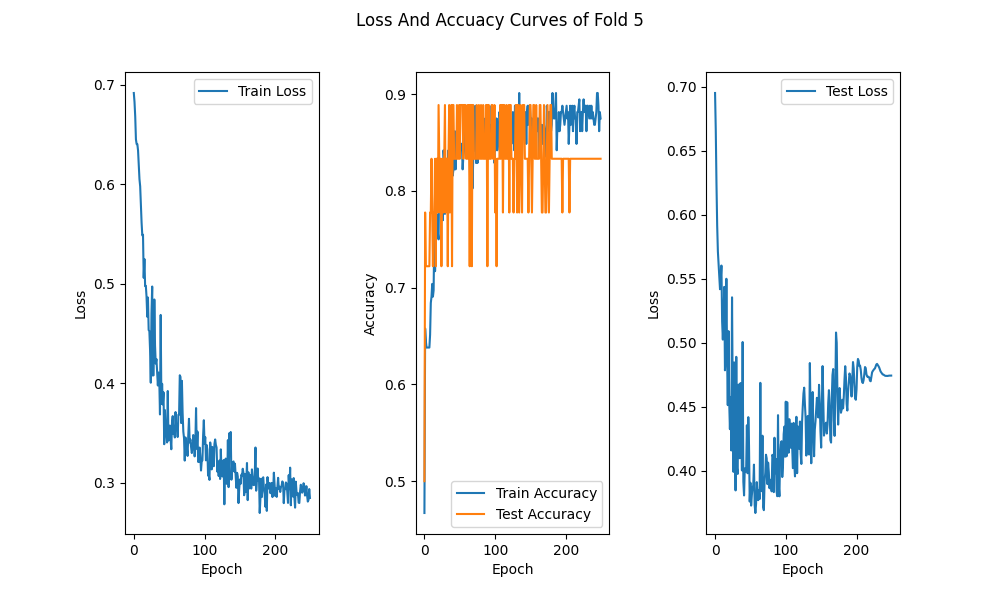 Loss And Accuacy Curves of Fold 5
Train Loss
0.7
0.6
0.5
0.4
0.3
Loss
0
100
200
Epoch
0.9
0.8
0.7
0.6
0.5
Accuracy
Train Accuracy
Test Accuracy
0
100
200
Epoch
Test Loss
0.70
0.65
0.60
0.55
0.50
0.45
0.40
Loss
0
100
200
Epoch